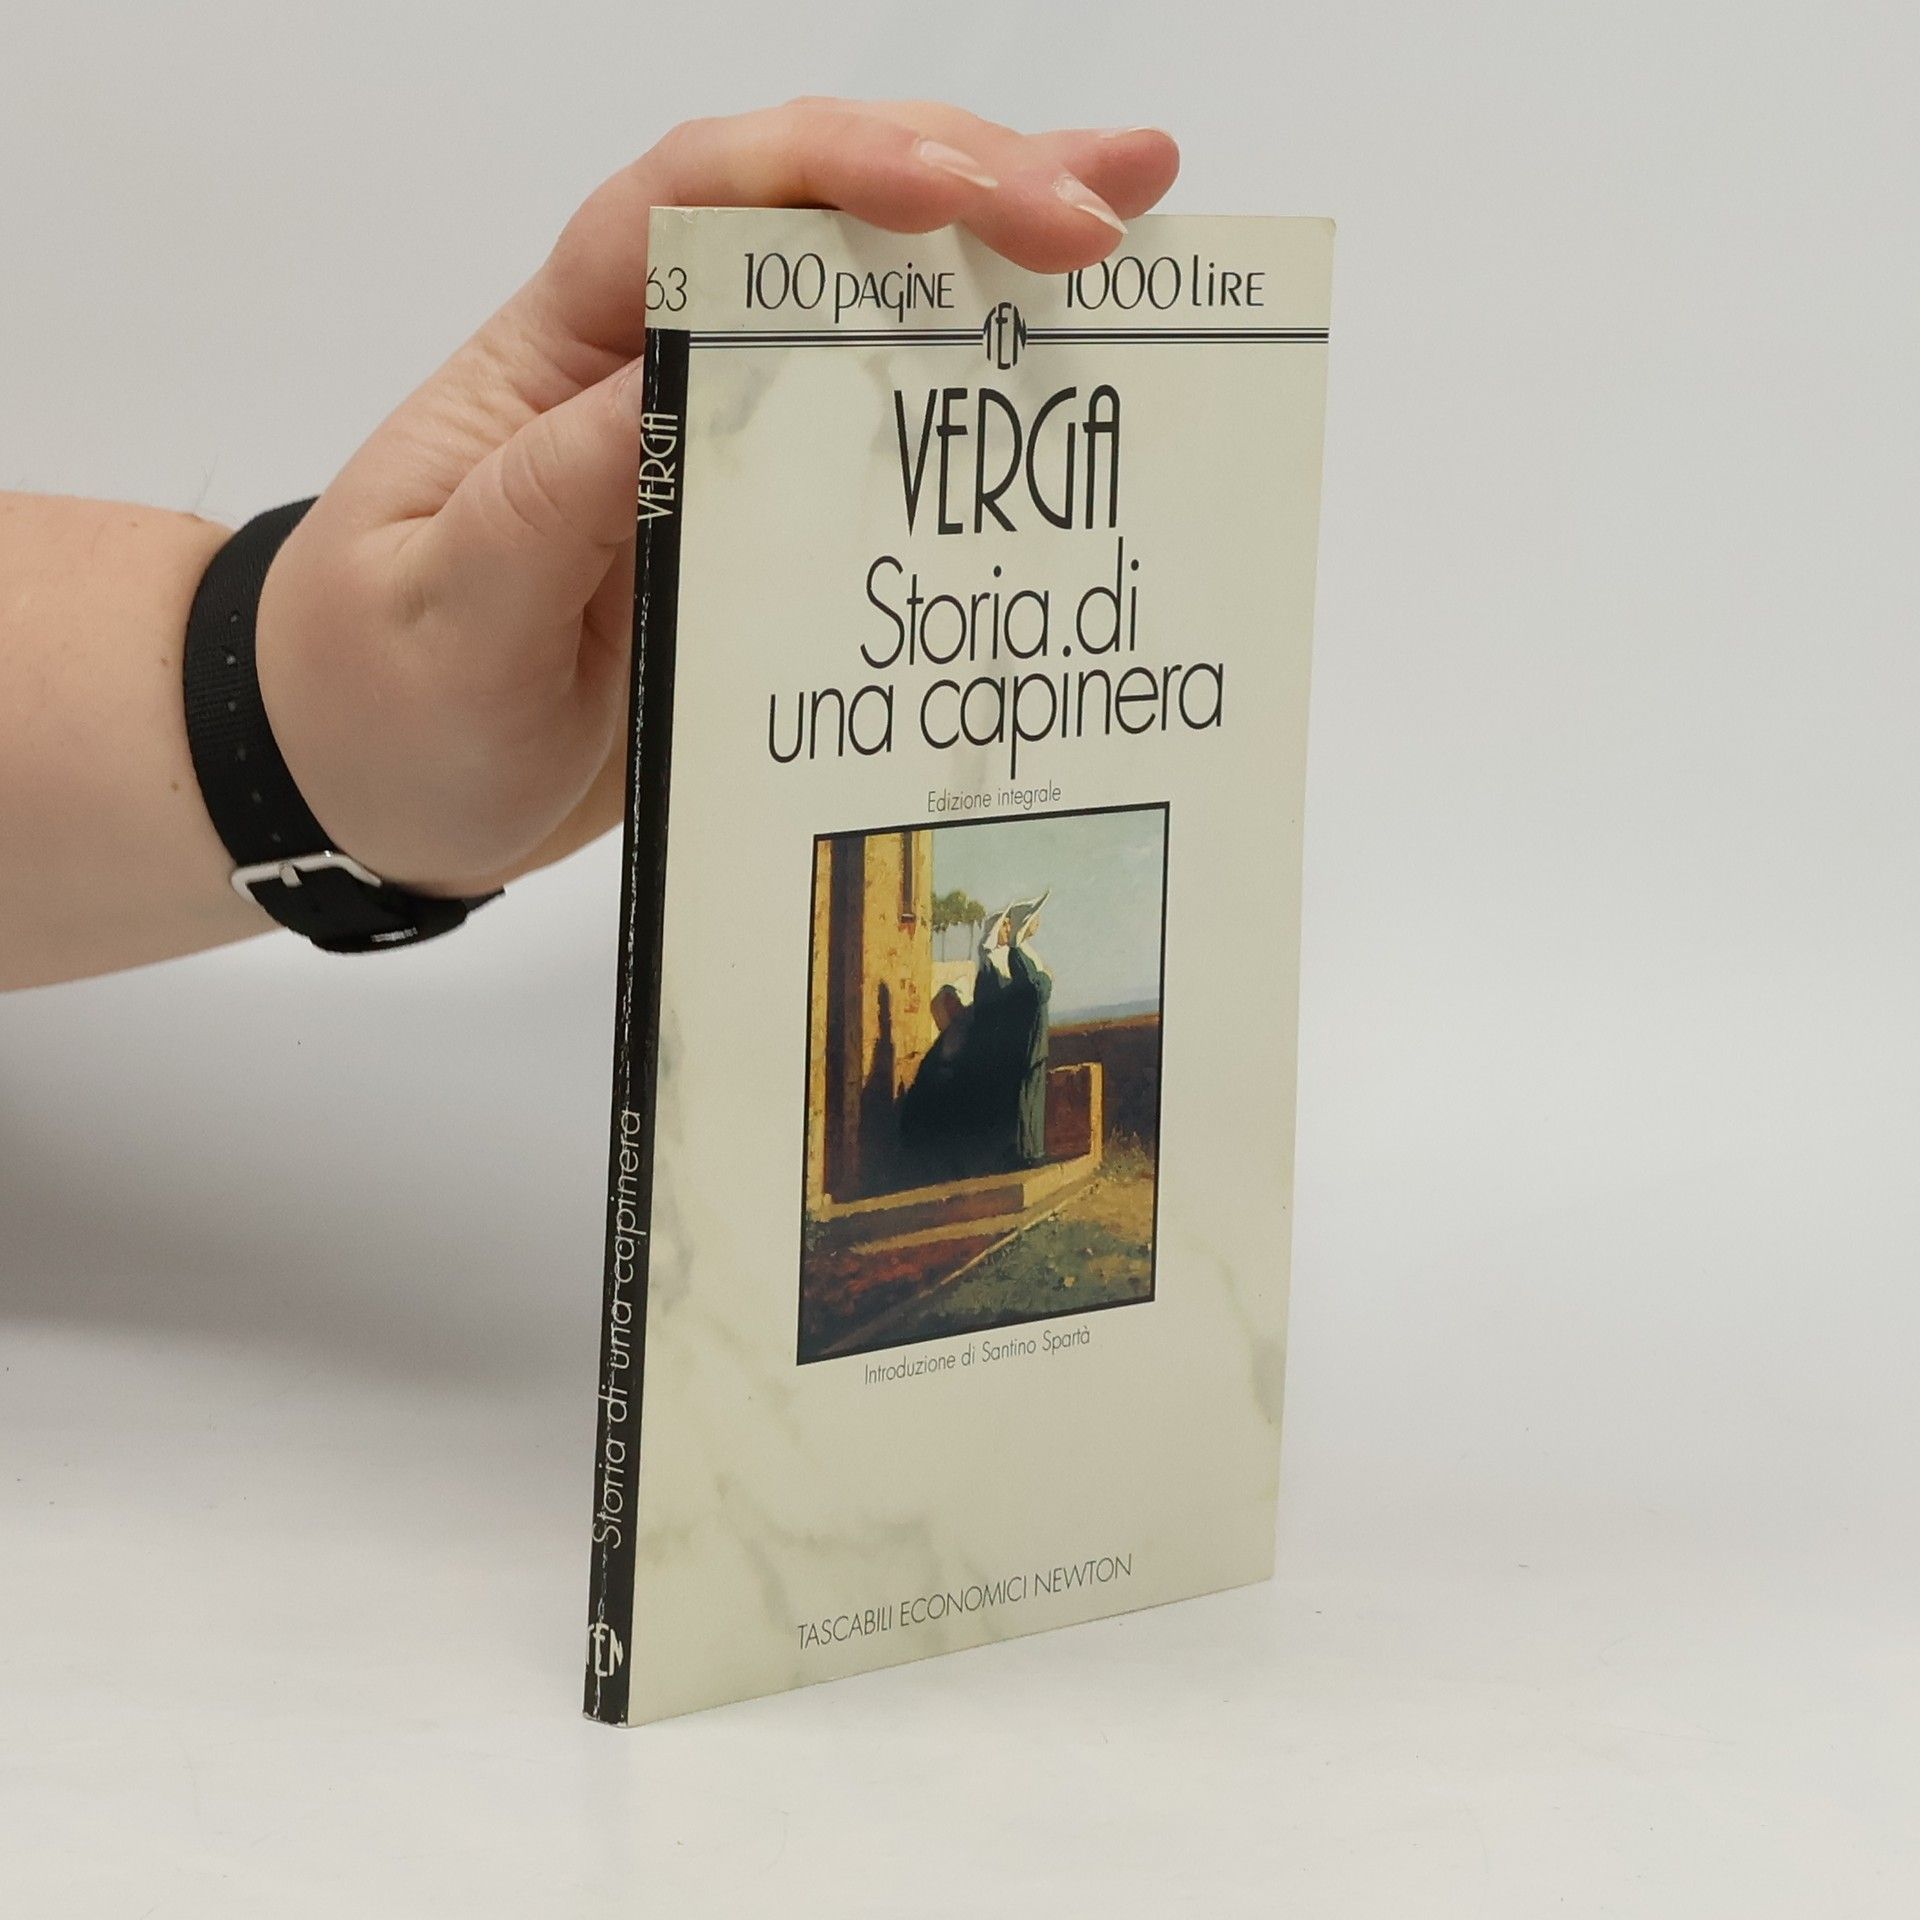 63
100 pagine 1000 lire
TEN
VERGA
Storia di
una capinera
Edizione integrale
Introduzione di Santino Spartà
TASCABILI ECONOMICI NEWTON
VERGA
Storia di una capinera
TEN